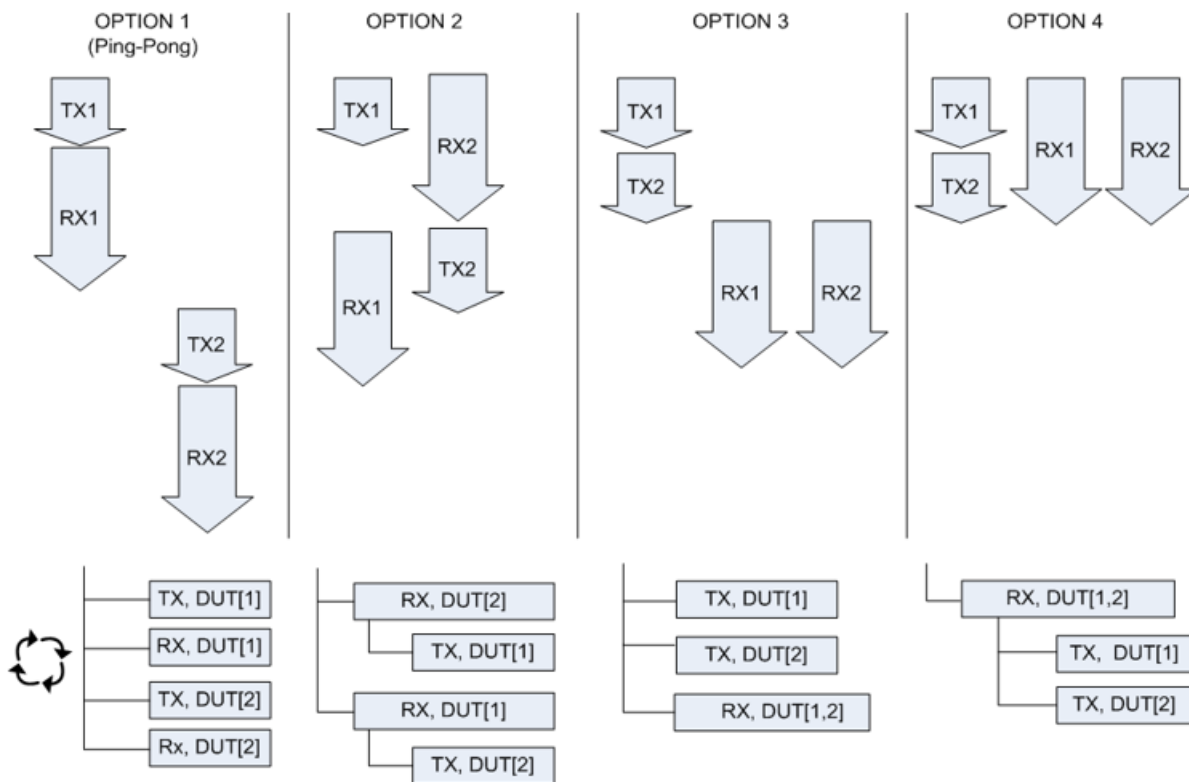 OPTION 1
(Ping-Pong)
TX1
RX1
TX2
RX2
TX, DUT[1]
RX, DUT[1]
TX, DUT[2]
Rx, DUT[2]
OPTION 2
TX1
RX2
RX1
TX2
RX, DUT[2]
TX, DUT[1]
RX, DUT[1]
TX, DUT[2]
OPTION 3
TX1
TX2
RX1
RX2
TX, DUT[1]
TX, DUT[2]
RX, DUT[1,2]
OPTION 4
TX1
RX1
RX2
TX2
RX, DUT[1,2]
TX, DUT[1]
TX, DUT[2]